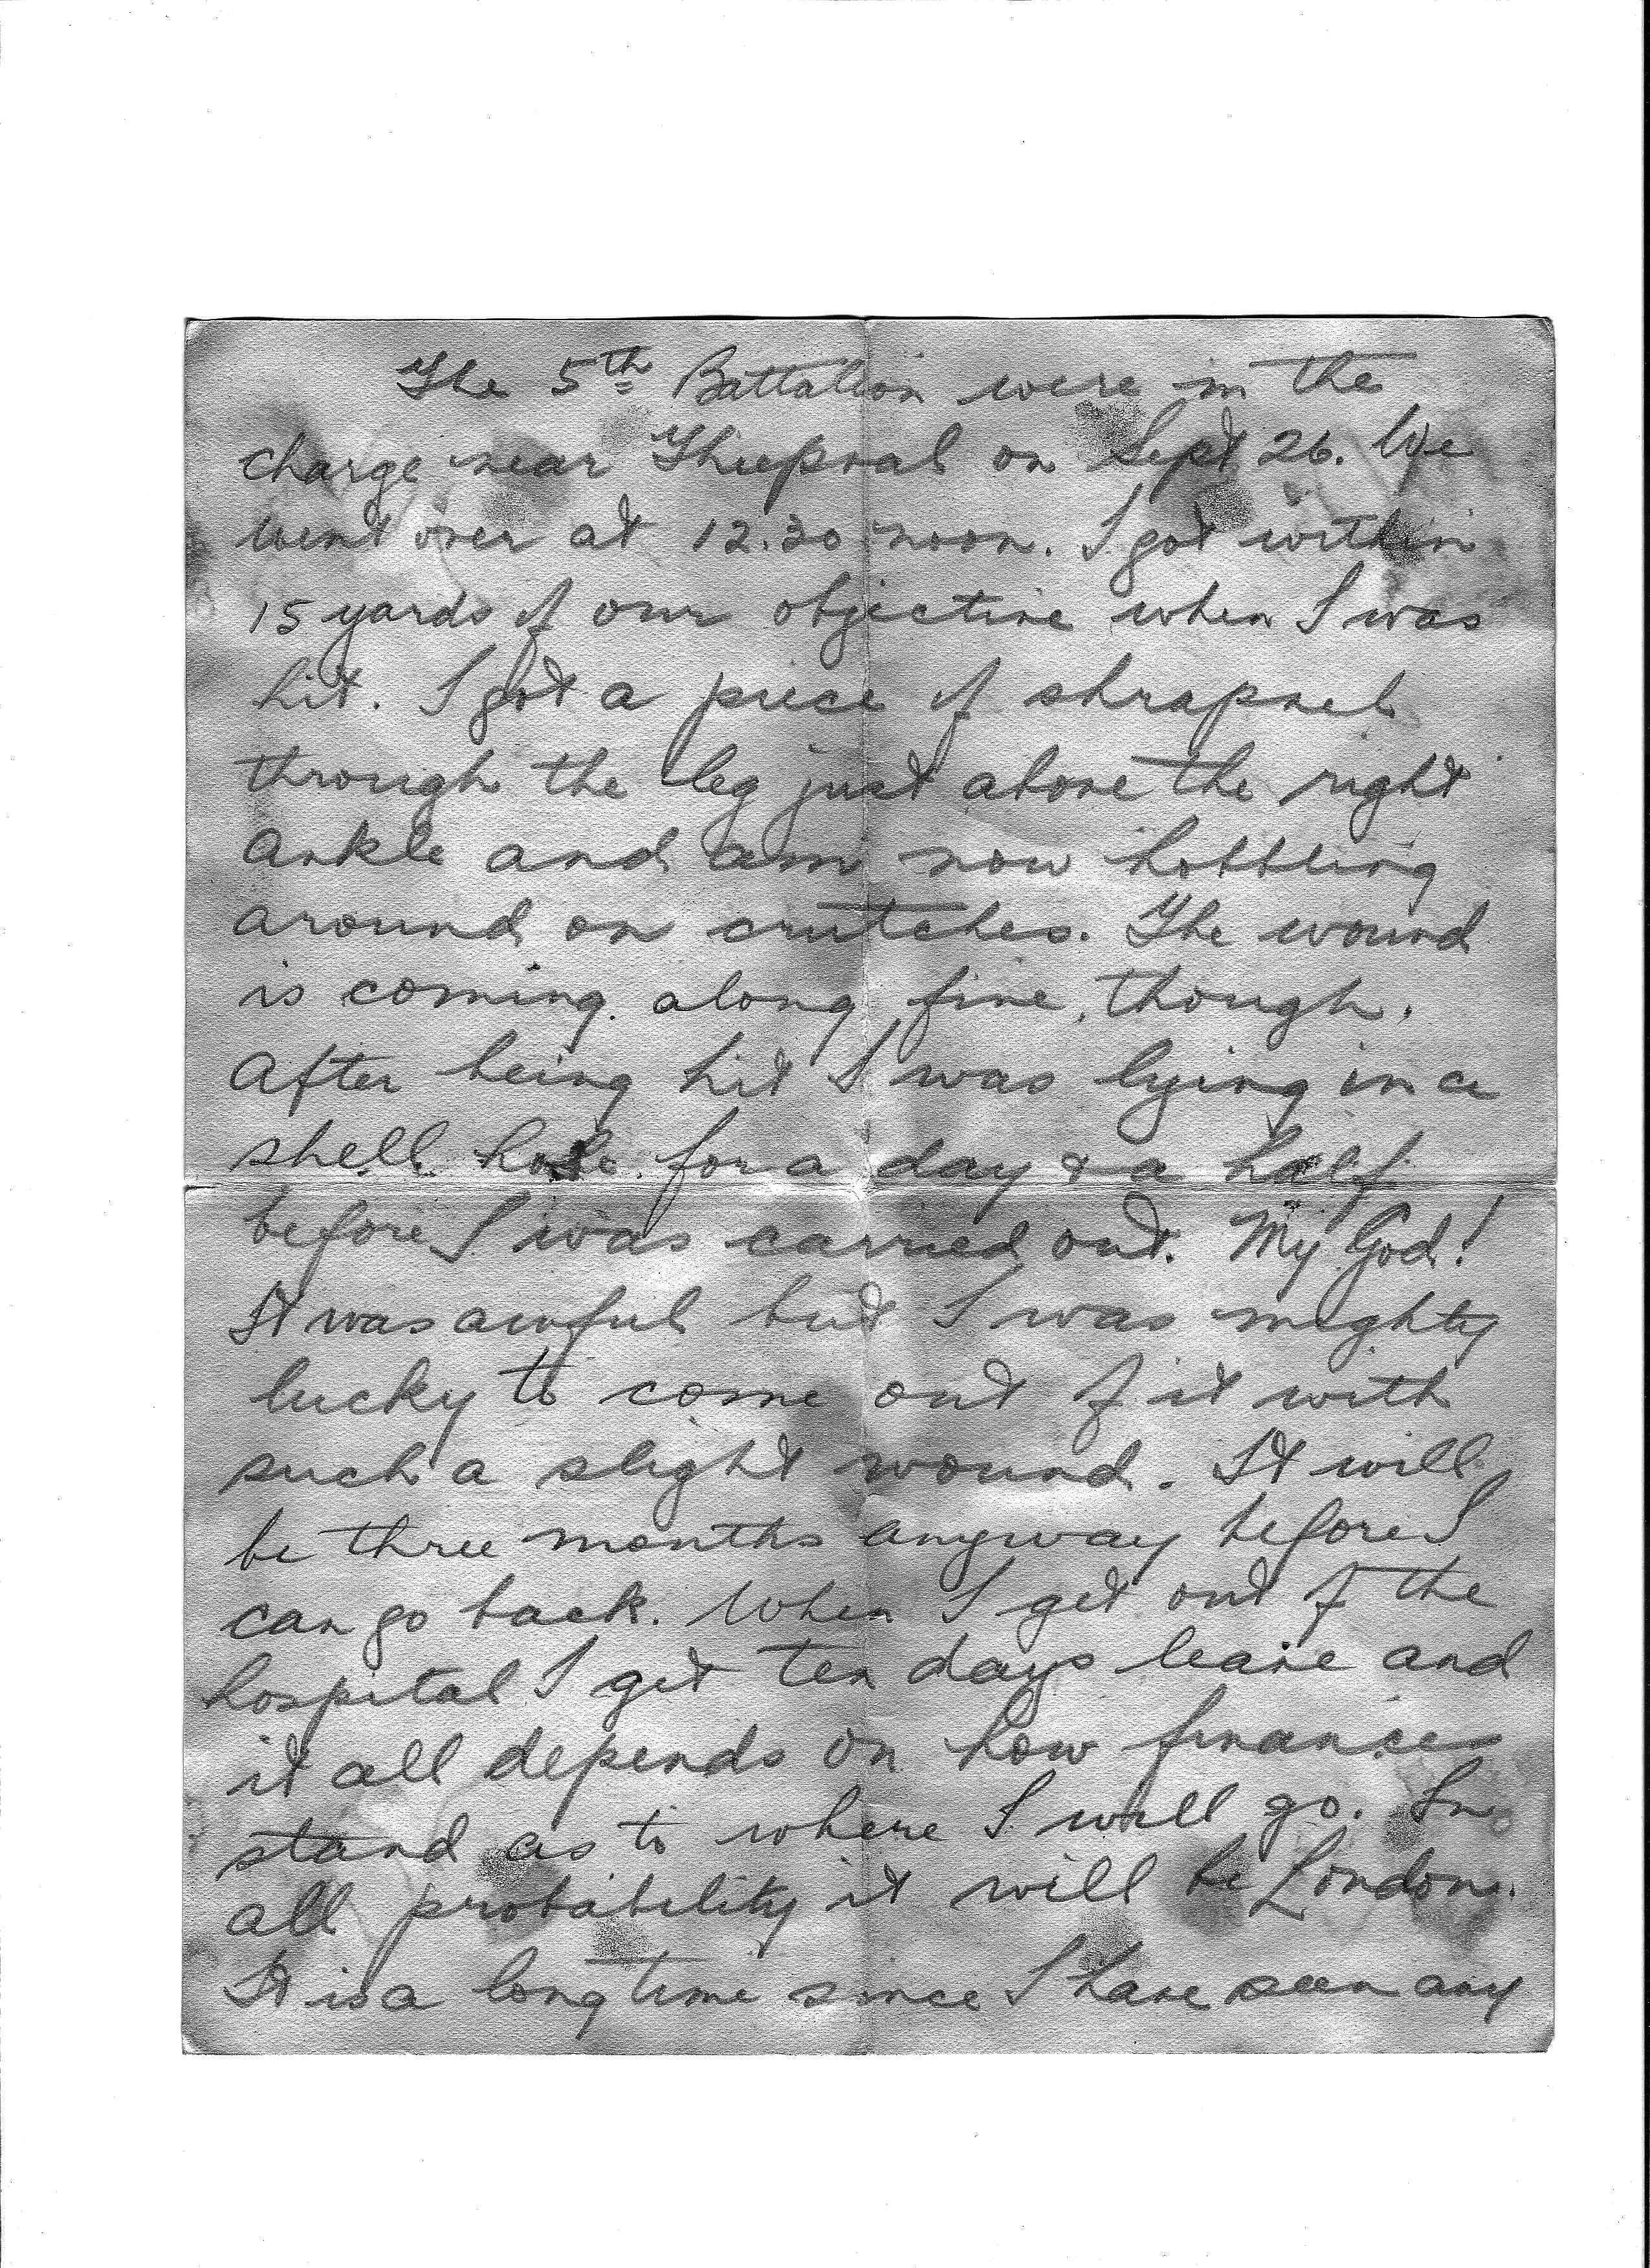 The 5th Battalion were in the
charge near Thiepval on Sept 26. We
went over at 12.30 noon. I got within
15 yards of our objective when I was
hit. I got a piece of shrapnel
through the leg just above the right
ankle and am now hobbling
around on crutches. The wound
is coming along fine, though.
After being hit I was lying in a
shell hole for a day & a half
before I was carried out. My God!
It was awful but I was mighty
lucky to come out of it with
such a slight wound. It will
be three months anyway before I
can go back. When I get out of the
hospital I get ten days leave and
it all depends on how finances
stand as to where I will go. In
all probability it will be London.
It is a long time since I have seen any